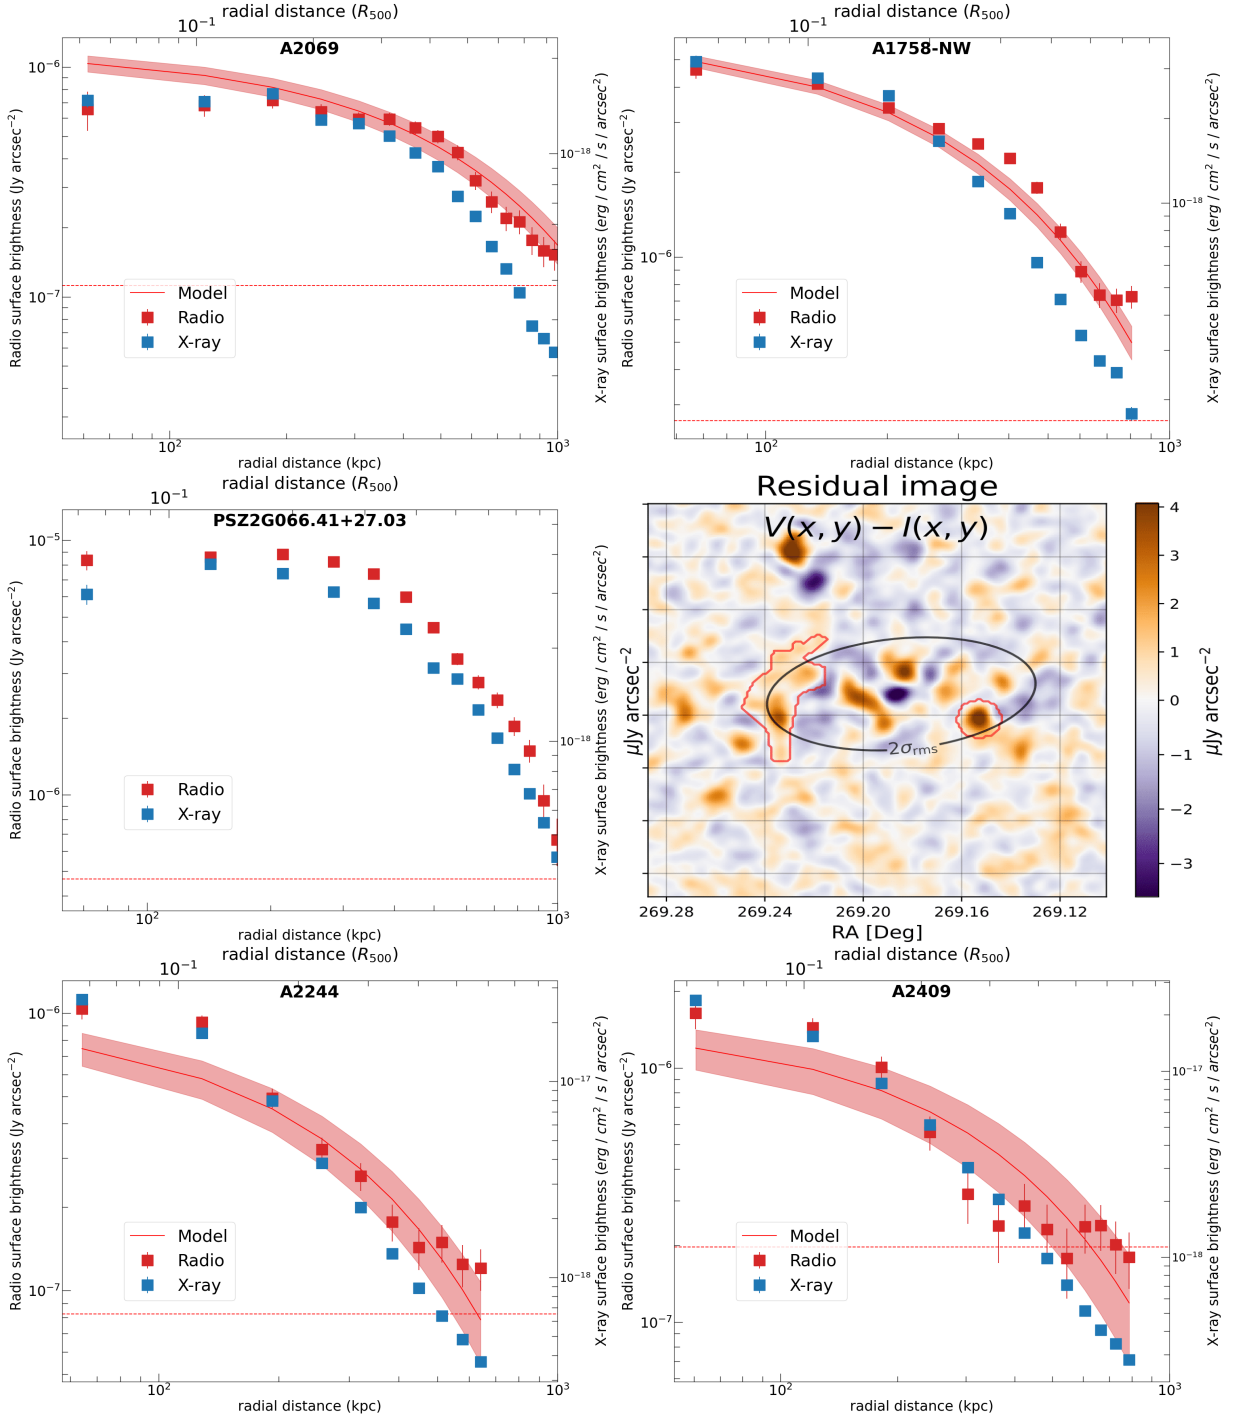 radial distance (R500)
10⁻¹
A2069
10⁻⁶
10⁻⁷
10⁻¹⁸
Radio surface brightness (Jy arcsec⁻²)
X-ray surface brightness (erg / cm² / s / arcsec²)
Model
Radio
X-ray
10² 10³
radial distance (kpc)
radial distance (R500)
10⁻¹
A1758-NW
10⁻⁶
10⁻¹⁸
Radio surface brightness (Jy arcsec⁻²)
X-ray surface brightness (erg / cm² / s / arcsec²)
Model
Radio
X-ray
10² 10³
radial distance (kpc)
radial distance (R500)
10⁻¹
PSZ2G066.41+27.03
10⁻⁵
10⁻⁶
10⁻¹⁸
Radio surface brightness (Jy arcsec⁻²)
X-ray surface brightness (erg / cm² / s / arcsec²)
Radio
X-ray
10² 10³
radial distance (kpc)
Residual image
V(x, y) − I(x, y)
μJy arcsec⁻²
2σrms
4
3
2
1
0
−1
−2
−3
μJy arcsec⁻²
269.28 269.24 269.20 269.16 269.12
RA [Deg]
radial distance (R500)
10⁻¹
A2244
10⁻⁶
10⁻⁷
10⁻¹⁷
10⁻¹⁸
Radio surface brightness (Jy arcsec⁻²)
X-ray surface brightness (erg / cm² / s / arcsec²)
Model
Radio
X-ray
10² 10³
radial distance (kpc)
radial distance (R500)
10⁻¹
A2409
10⁻⁶
10⁻⁷
10⁻¹⁷
10⁻¹⁸
Radio surface brightness (Jy arcsec⁻²)
X-ray surface brightness (erg / cm² / s / arcsec²)
Model
Radio
X-ray
10² 10³
radial distance (kpc)